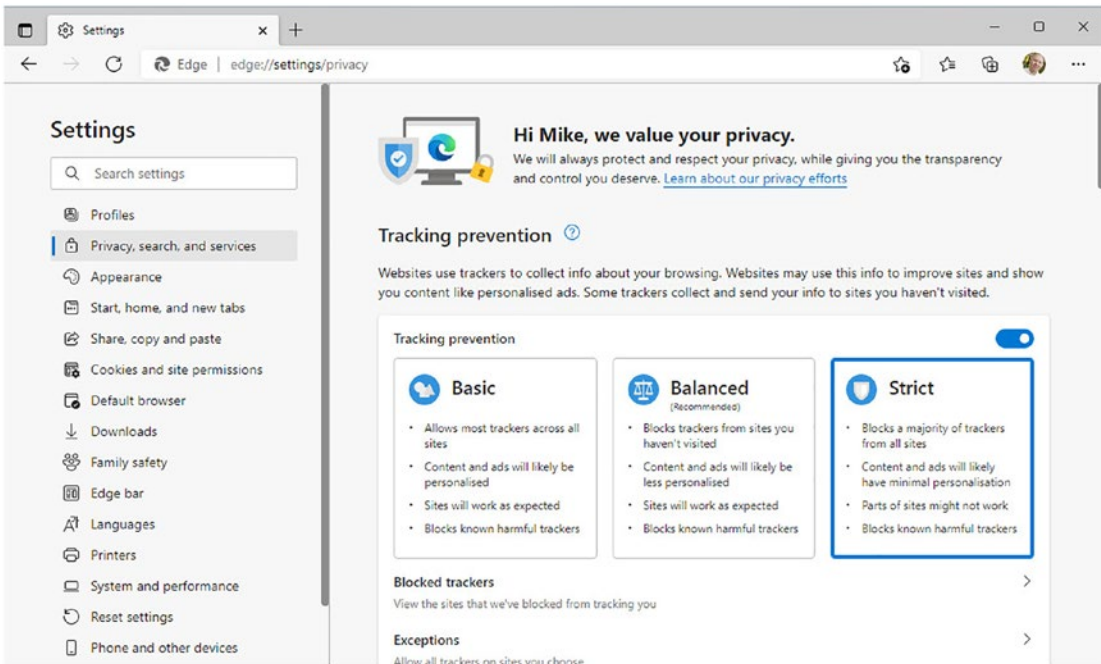 Settings
Edge | edge://settings/privacy
Settings
Search settings
Profiles
Privacy, search, and services
Appearance
Start, home, and new tabs
Share, copy and paste
Cookies and site permissions
Default browser
Downloads
Family safety
Edge bar
Languages
Printers
System and performance
Reset settings
Phone and other devices
Hi Mike, we value your privacy.
We will always protect and respect your privacy, while giving you the transparency
and control you deserve. Learn about our privacy efforts
Tracking prevention
Websites use trackers to collect info about your browsing. Websites may use this info to improve sites and show
you content like personalised ads. Some trackers collect and send your info to sites you haven't visited.
Tracking prevention
Basic
• Allows most trackers across all
sites
• Content and ads will likely be
personalised
• Sites will work as expected
• Blocks known harmful trackers
Balanced
(Recommended)
• Blocks trackers from sites you
haven't visited
• Content and ads will likely be
less personalised
• Sites will work as expected
• Blocks known harmful trackers
Strict
• Blocks a majority of trackers
from all sites
• Content and ads will likely
have minimal personalisation
• Parts of sites might not work
• Blocks known harmful trackers
Blocked trackers
View the sites that we've blocked from tracking you
Exceptions
Allow all trackers on sites you choose